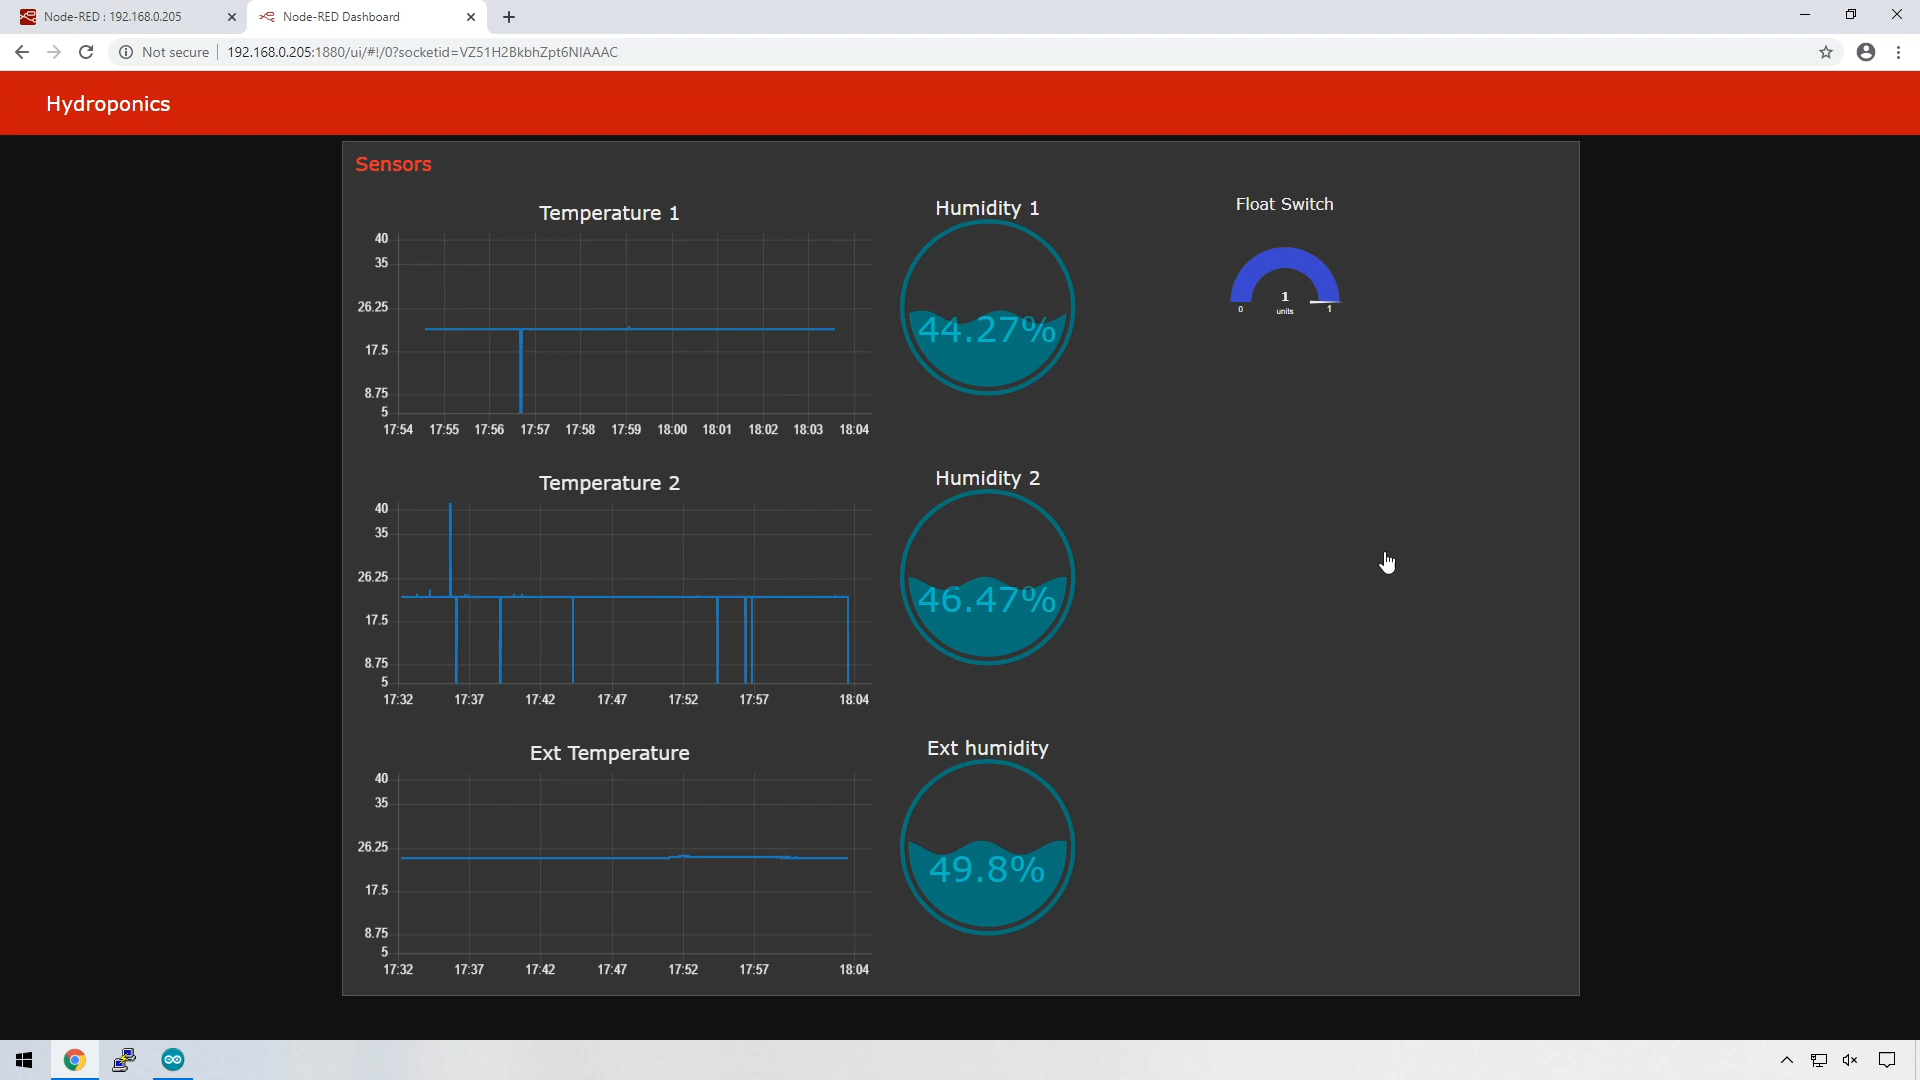 Node-RED : 192.168.0.205
Node-RED Dashboard
Not secure
192.168.0.205:1880/ui/#!/0?socketid=VZ51H2BkbhZpt6NIAAAC
Hydroponics
Sensors
Temperature 1
40
35
26.25
17.5
8.75
5
17:54 17:55 17:56 17:57 17:58 17:59 18:00 18:01 18:02 18:03 18:04
Humidity 1
44.27%
Float Switch
1
0 units 1
Temperature 2
40
35
26.25
17.5
8.75
5
17:32 17:37 17:42 17:47 17:52 17:57 18:04
Humidity 2
46.47%
Ext Temperature
40
35
26.25
17.5
8.75
5
17:32 17:37 17:42 17:47 17:52 17:57 18:04
Ext humidity
49.8%